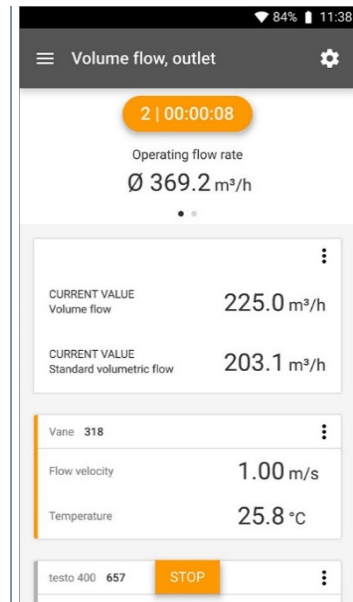 84% 11:38
Volume flow, outlet
2 | 00:00:08
Operating flow rate
Ø 369.2 m³/h
CURRENT VALUE
Volume flow
225.0 m³/h
CURRENT VALUE
Standard volumetric flow
203.1 m³/h
Vane 318
Flow velocity 1.00 m/s
Temperature 25.8 °C
testo 400 657 STOP